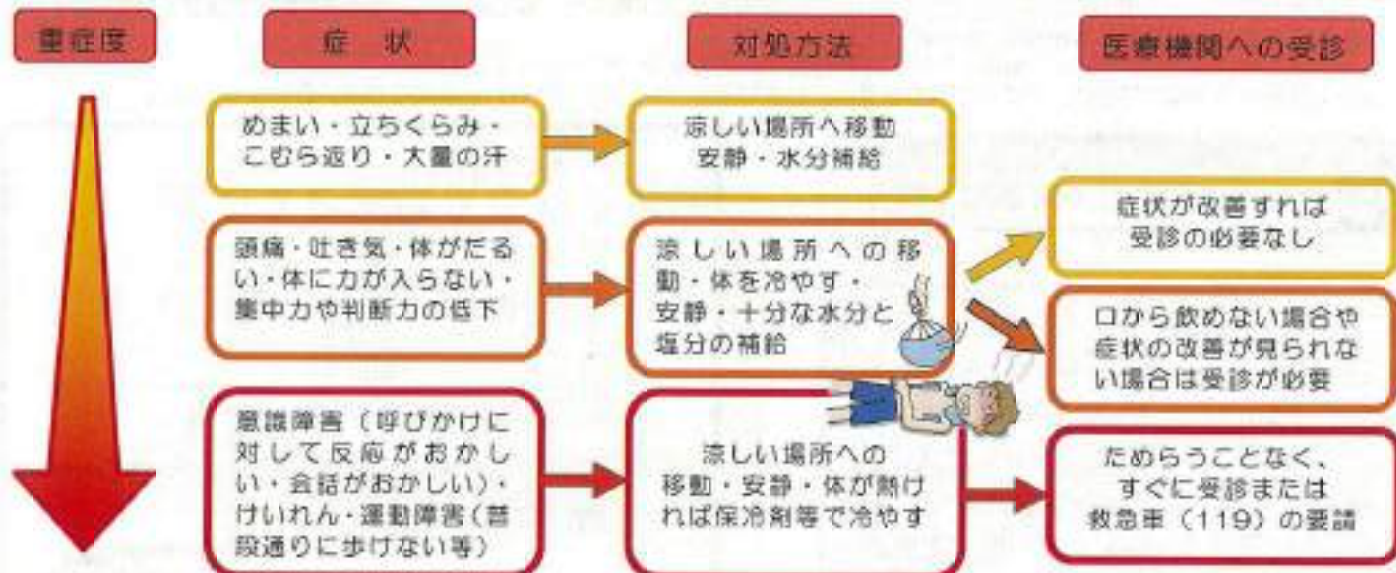 重症度
症状
対処方法
医療機関への受診
めまい・立ちくらみ・
こむら返り・大量の汗
涼しい場所へ移動
安静・水分補給
頭痛・吐き気・体がだる
い・体に力が入らない・
集中力や判断力の低下
涼しい場所への移
動・体を冷やす・
安静・十分な水分と
塩分の補給
症状が改善すれば
受診の必要なし
口から飲めない場合や
症状の改善が見られな
い場合は受診が必要
意識障害（呼びかけに
対して反応がおかし
い・会話がおかしい）・
けいれん・運動障害（普
段通りに歩けない等）
涼しい場所への
移動・安静・体が熱け
れば保冷剤等で冷やす
ためらうことなく、
すぐに受診または
救急車（119）の要請